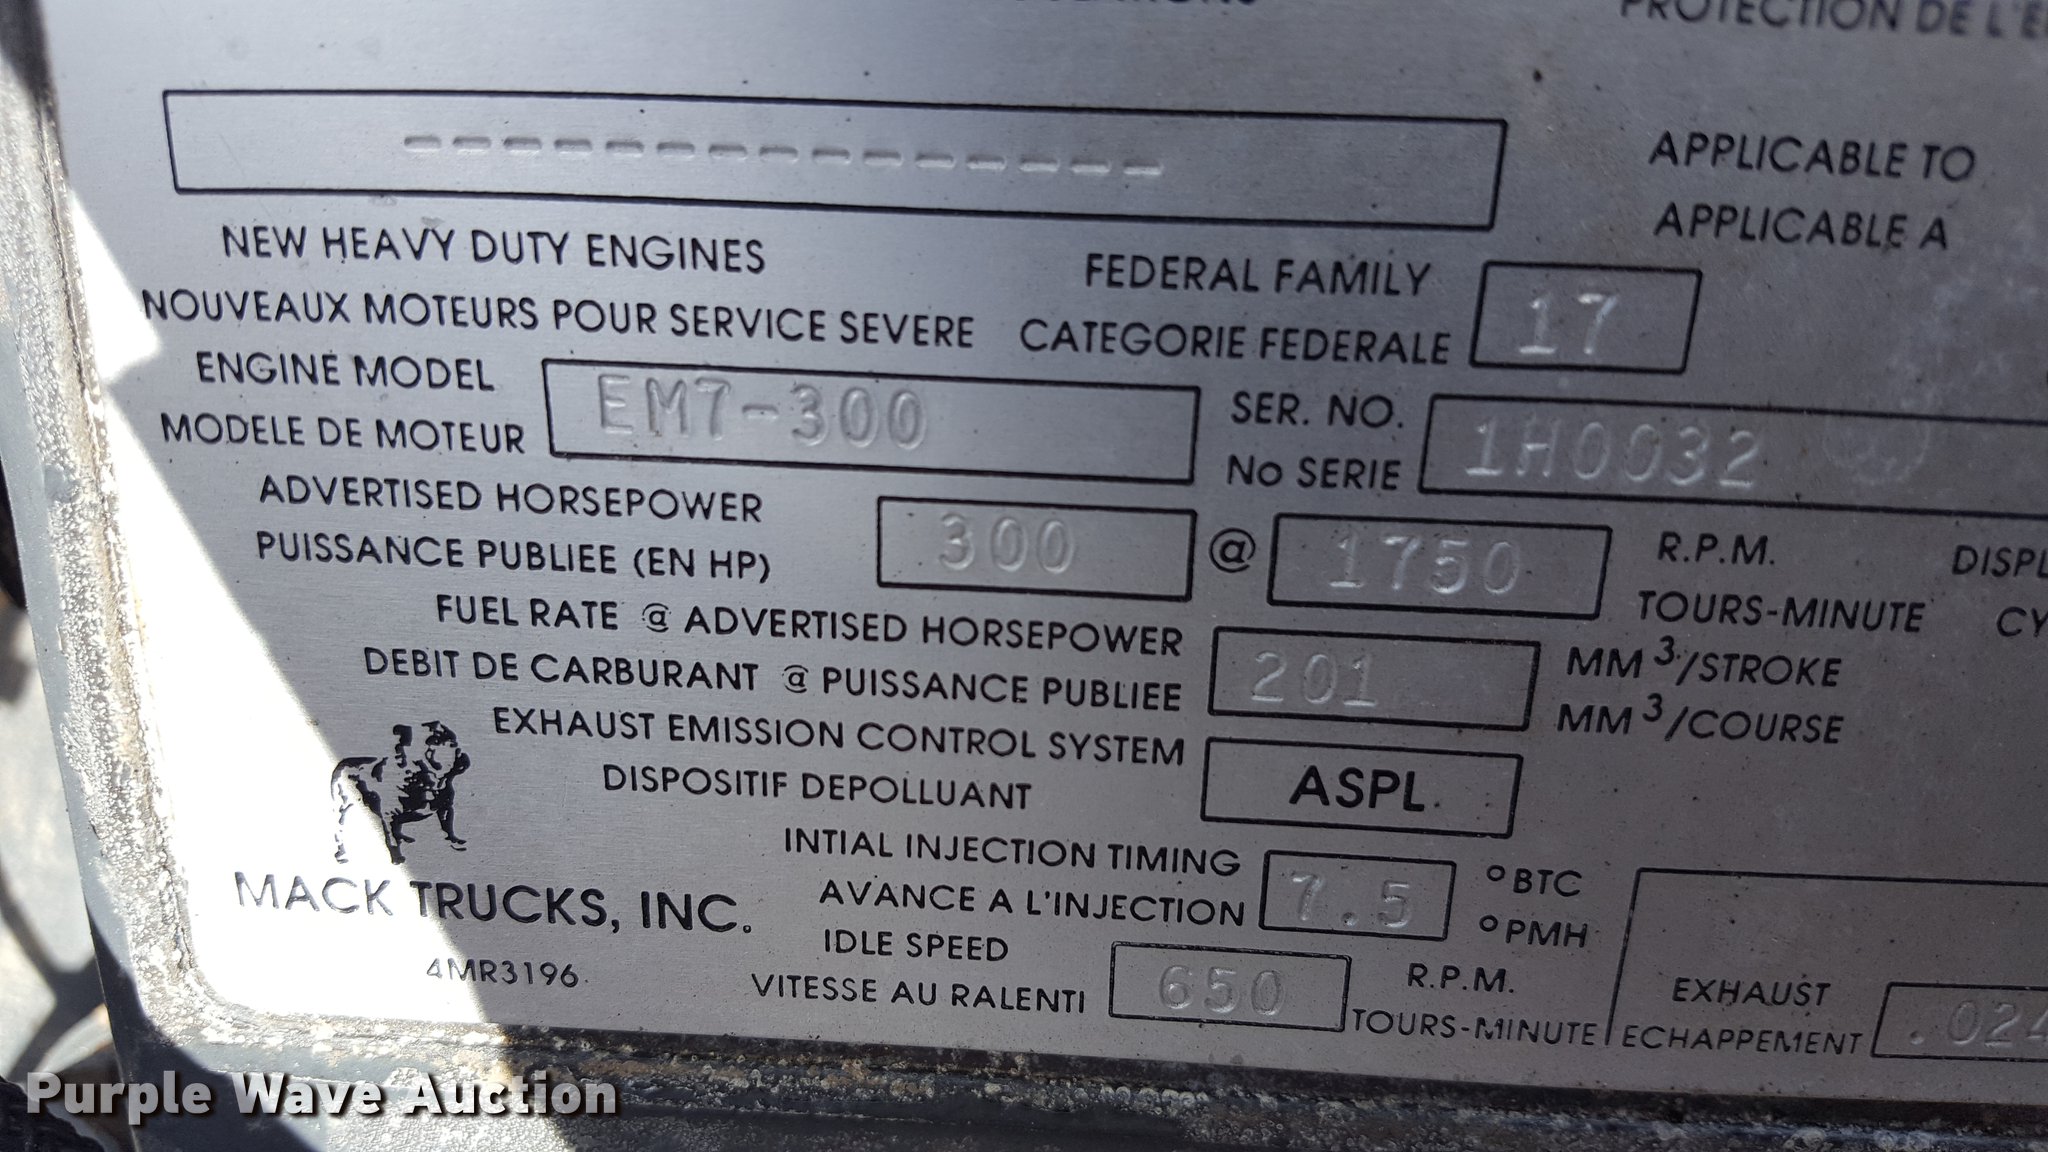 PROTECTION DE L'E
---------------
APPLICABLE TO
APPLICABLE A
NEW HEAVY DUTY ENGINES
NOUVEAUX MOTEURS POUR SERVICE SEVERE
FEDERAL FAMILY
CATEGORIE FEDERALE
17
ENGINE MODEL
MODELE DE MOTEUR
EM7-300
SER. NO.
No SERIE
1H0032
ADVERTISED HORSEPOWER
PUISSANCE PUBLIEE (EN HP)
300 @ 1750
R.P.M.
TOURS-MINUTE
DISPL
CY
FUEL RATE @ ADVERTISED HORSEPOWER
DEBIT DE CARBURANT @ PUISSANCE PUBLIEE
201
MM³/STROKE
MM³/COURSE
EXHAUST EMISSION CONTROL SYSTEM
DISPOSITIF DEPOLLUANT
ASPL
INTIAL INJECTION TIMING
AVANCE A L'INJECTION
7.5
°BTC
°PMH
IDLE SPEED
VITESSE AU RALENTI
650
R.P.M.
TOURS-MINUTE
EXHAUST
ECHAPPEMENT
.024
MACK TRUCKS, INC.
4MR3196
Purple Wave Auction